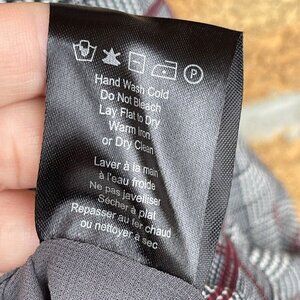 P
Hand Wash Cold
Do Not Bleach
Lay Flat to Dry
Warm Iron
or Dry Clean
Laver à la main
à l'eau froide
Ne pas javelliser
Sécher à plat
Repasser au fer chaud
ou nettoyer à sec